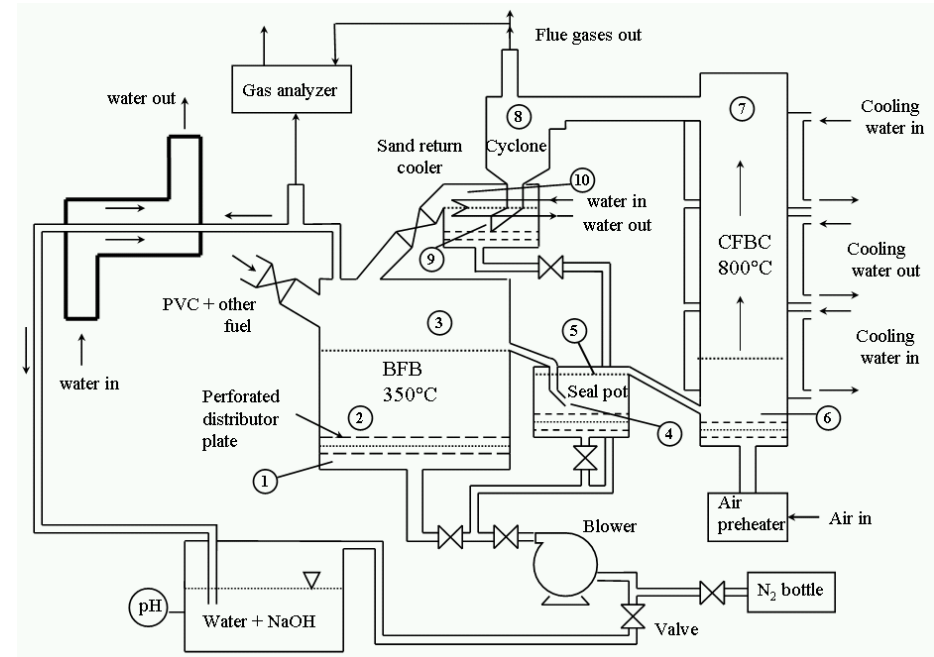 Flue gases out
Gas analyzer
water out
7
Cooling
water in
8
Cyclone
Sand return
cooler
10
water in
water out
9
CFBC
800°C
Cooling
water out
PVC + other
fuel
3
5
Cooling
water in
water in
BFB
350°C
Seal pot
Perforated
distributor
plate
2
4
6
1
Air
preheater
Air in
Blower
N₂ bottle
pH
Water + NaOH
Valve